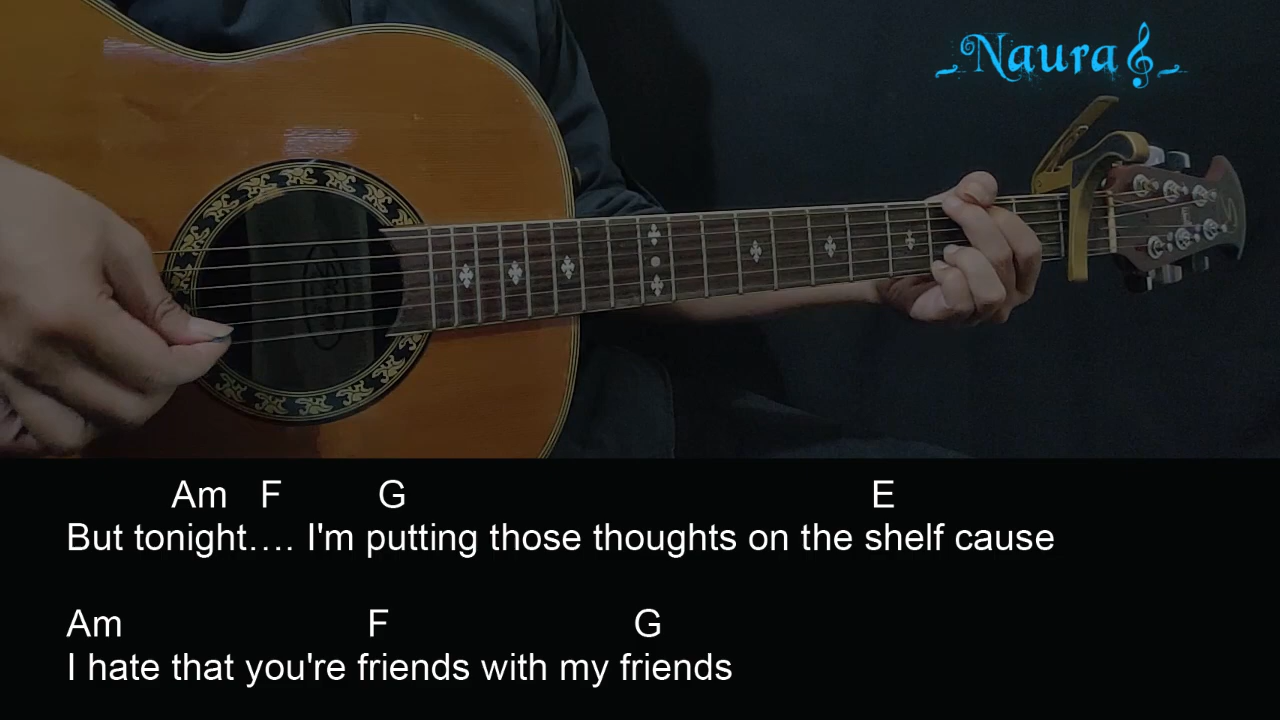 Naura
Am F G E
But tonight…. I'm putting those thoughts on the shelf cause
Am F G
I hate that you're friends with my friends